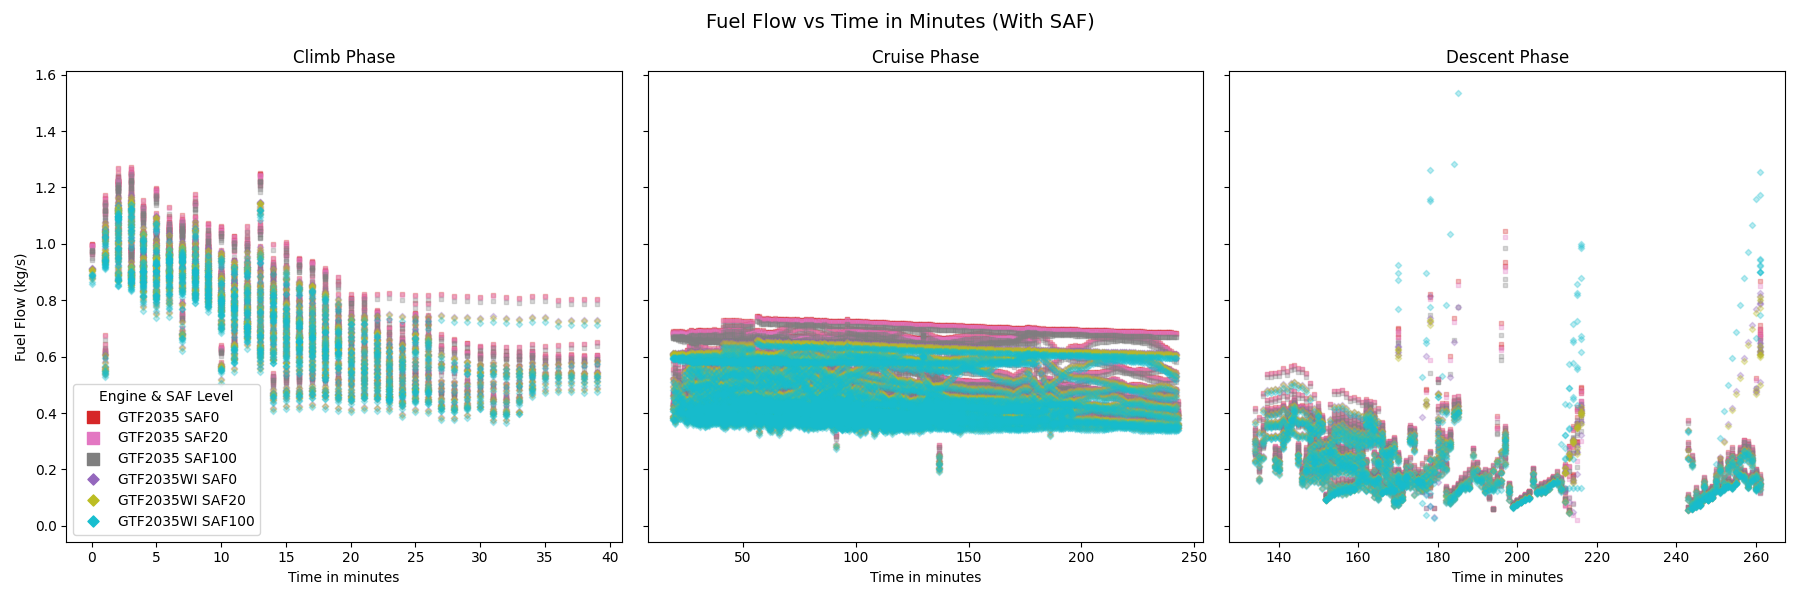 Fuel Flow vs Time in Minutes (With SAF)
Climb Phase
Cruise Phase
Descent Phase
Fuel Flow (kg/s)
1.6
1.4
1.2
1.0
0.8
0.6
0.4
0.2
0.0
Engine & SAF Level
GTF2035 SAF0
GTF2035 SAF20
GTF2035 SAF100
GTF2035WI SAF0
GTF2035WI SAF20
GTF2035WI SAF100
0 5 10 15 20 25 30 35 40
50 100 150 200 250
140 160 180 200 220 240 260
Time in minutes
Time in minutes
Time in minutes